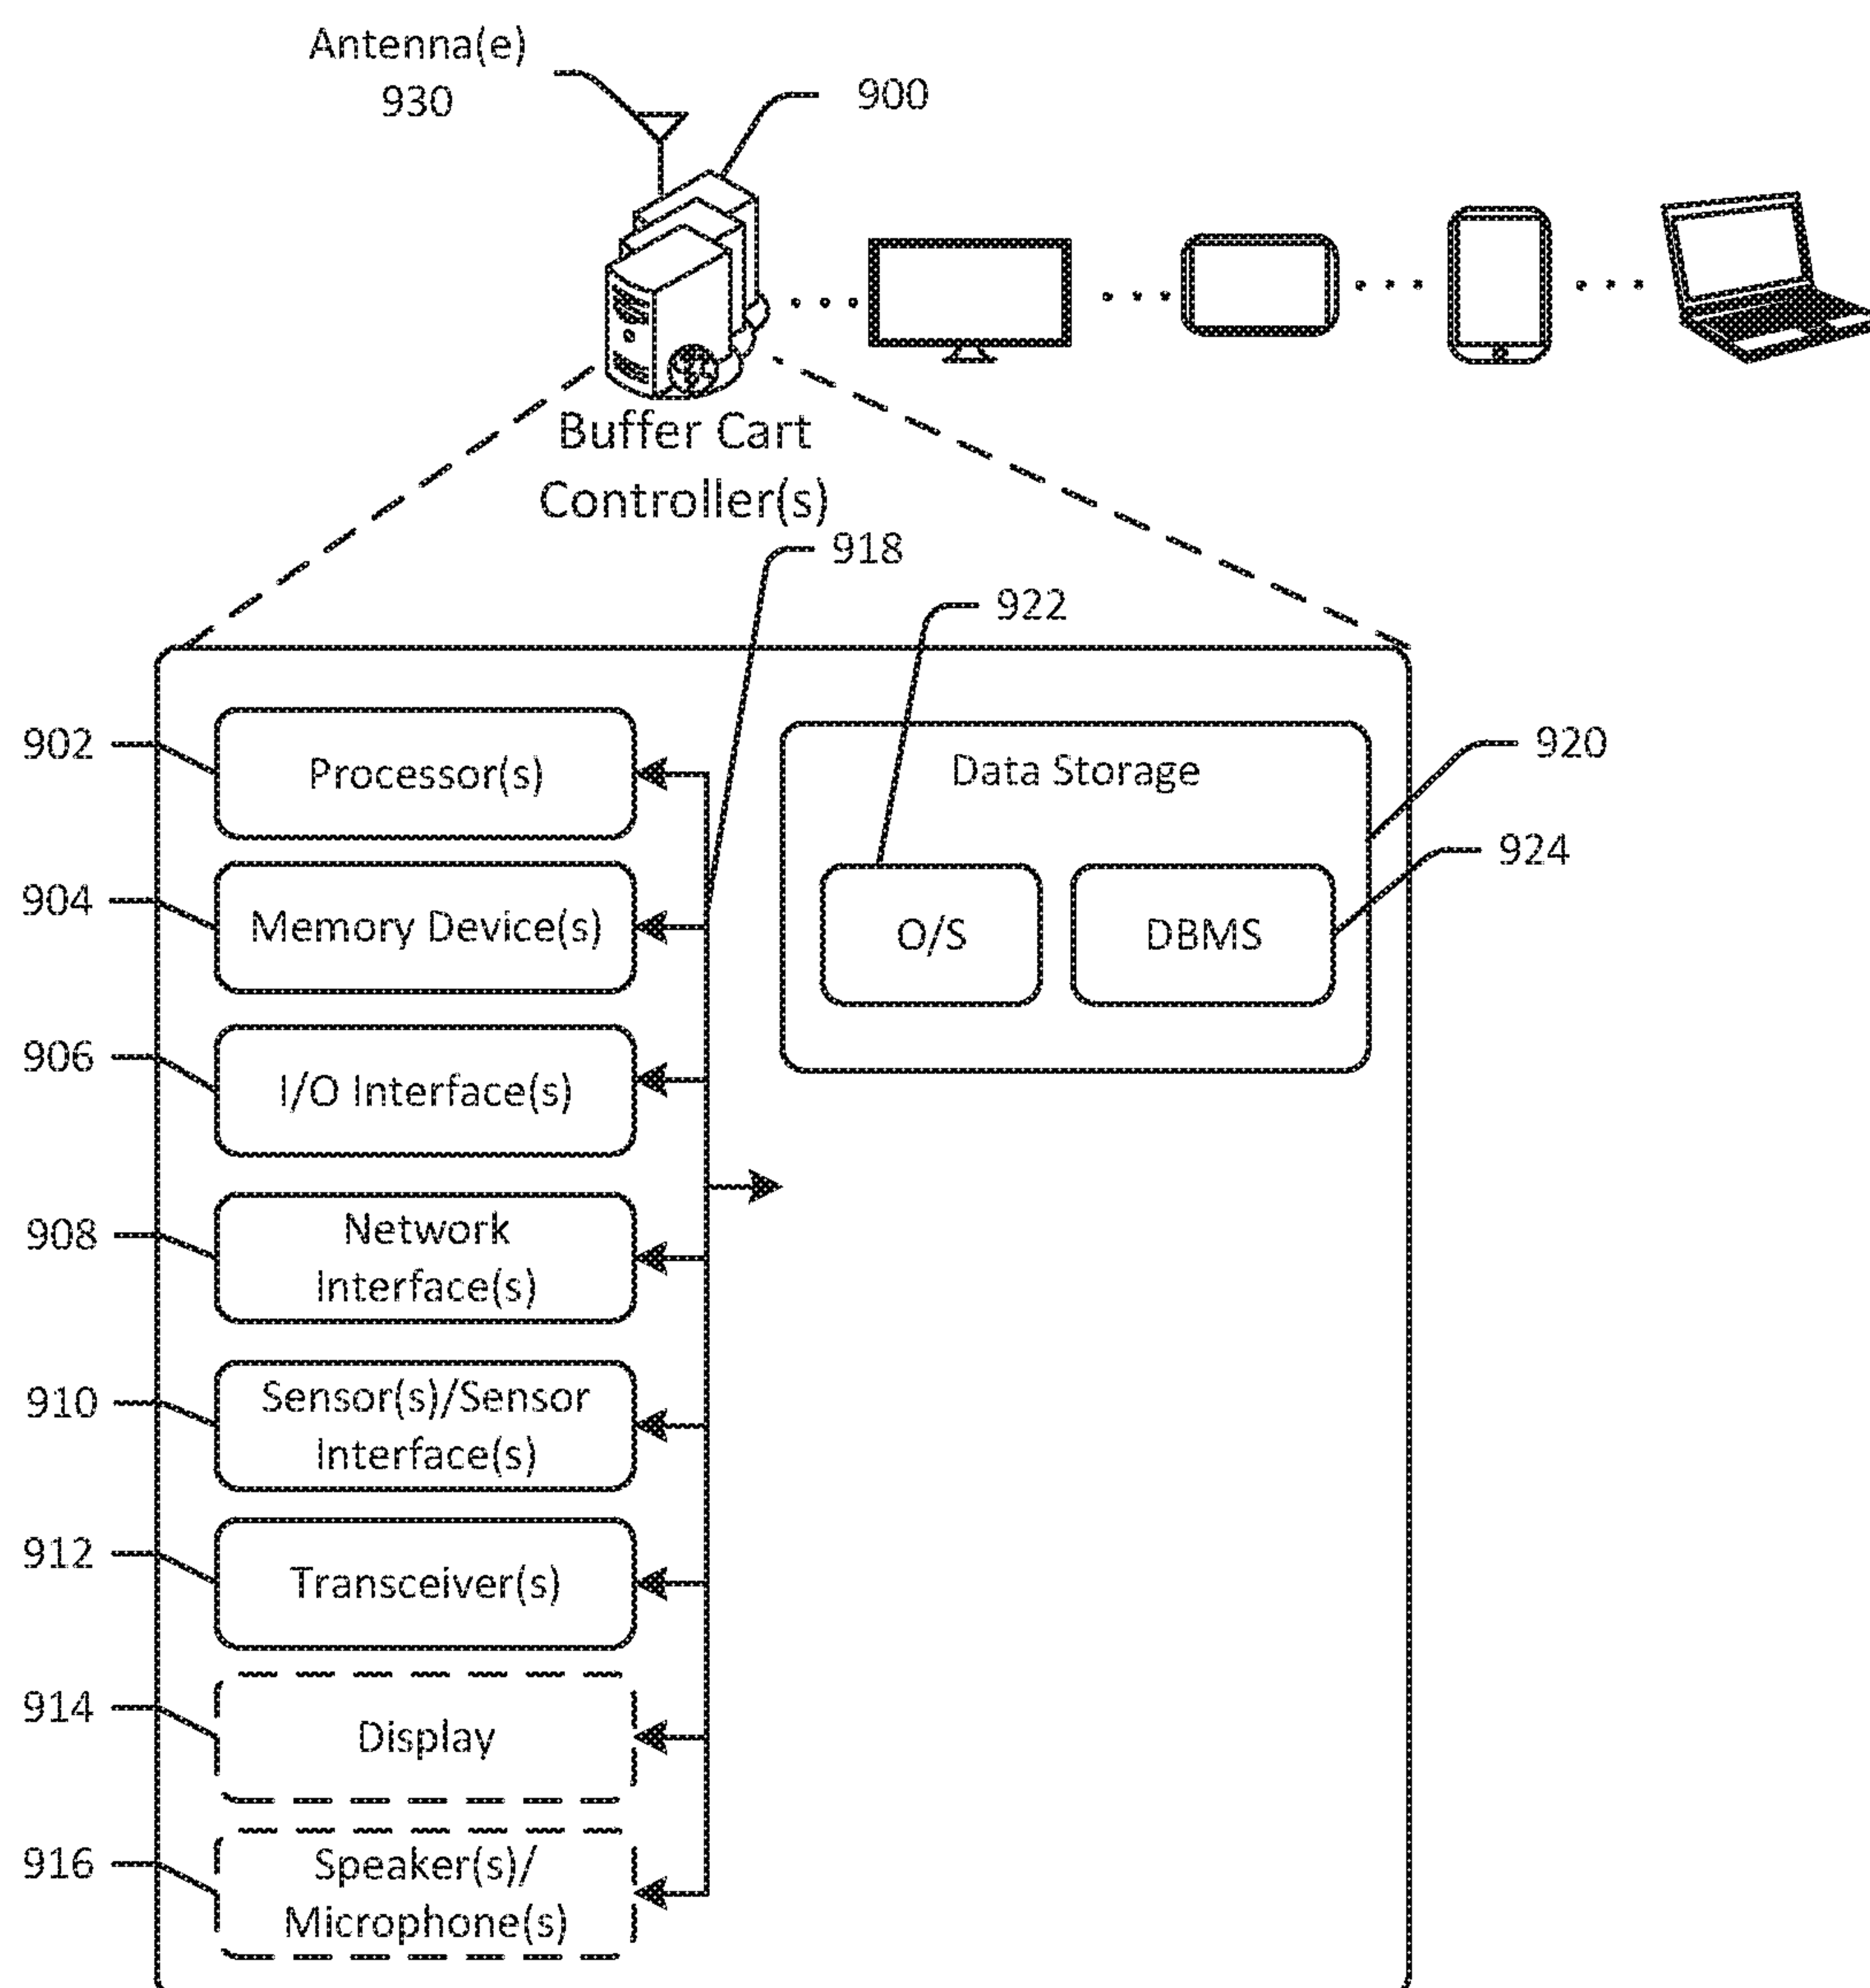 Antenna(e)
930
900
Buffer Cart
Controller(s)
918
922
902
Processor(s)
Data Storage
920
924
904
Memory Device(s)
O/S
DBMS
906
I/O Interface(s)
908
Network
Interface(s)
910
Sensor(s)/Sensor
Interface(s)
912
Transceiver(s)
914
Display
916
Speaker(s)/
Microphone(s)